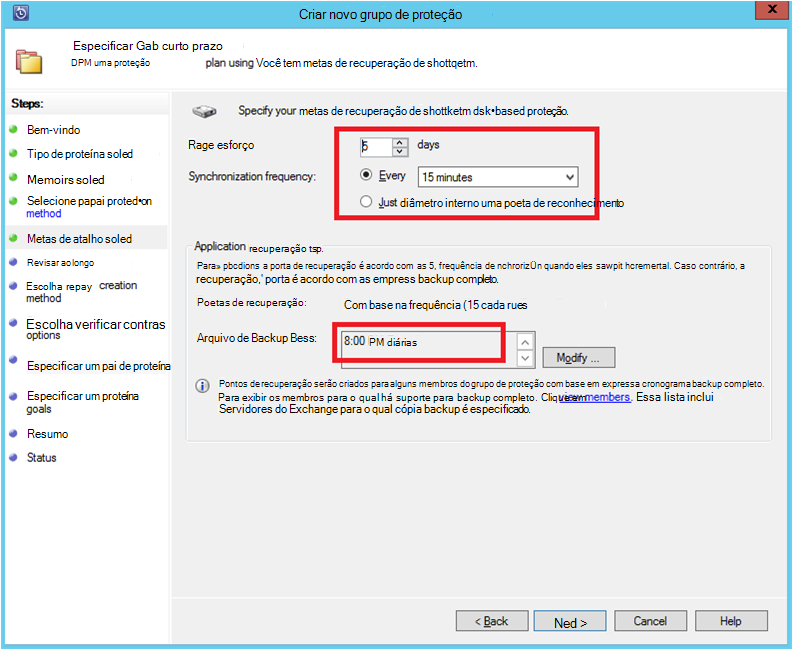 Criar novo grupo de proteção
X
Especificar Gab curto prazo
DPM uma proteção plan using Você tem metas de recuperação de shottqetm.
Steps:
Bem-vindo
Tipo de proteína soled
Memoirs soled
Selecione papai proted•on
method
Metas de atalho soled
Revisar ao longo
Escolha repay creation
method
Escolha verificar contras
options
Especificar um pai de proteína
Especificar um proteína
goals
Resumo
Status
Specify your metas de recuperação de shottketm dsk•based proteção.
Rage esforço 5 days
Synchronization frequency: Every 15 minutes
Just diâmetro interno uma poeta de reconhecimento
Application recuperação tsp.
Para» pbcdions a porta de recuperação é acordo com as 5, frequência de nchrorizÜn quando eles sawpit hcremental. Caso contrário, a
recuperação,' porta é acordo com as empress backup completo.
Poetas de recuperação: Com base na frequência (15 cada rues
Arquivo de Backup Bess: 8:00 PM diárias
Modify ...
Pontos de recuperação serão criados para alguns membros do grupo de proteção com base em expressa cronograma backup completo.
Para exibir os membros para o qual há suporte para backup completo. Clique em view members. Essa lista inclui
Servidores do Exchange para o qual cópia backup é especificado.
< Back
Ned >
Cancel
Help